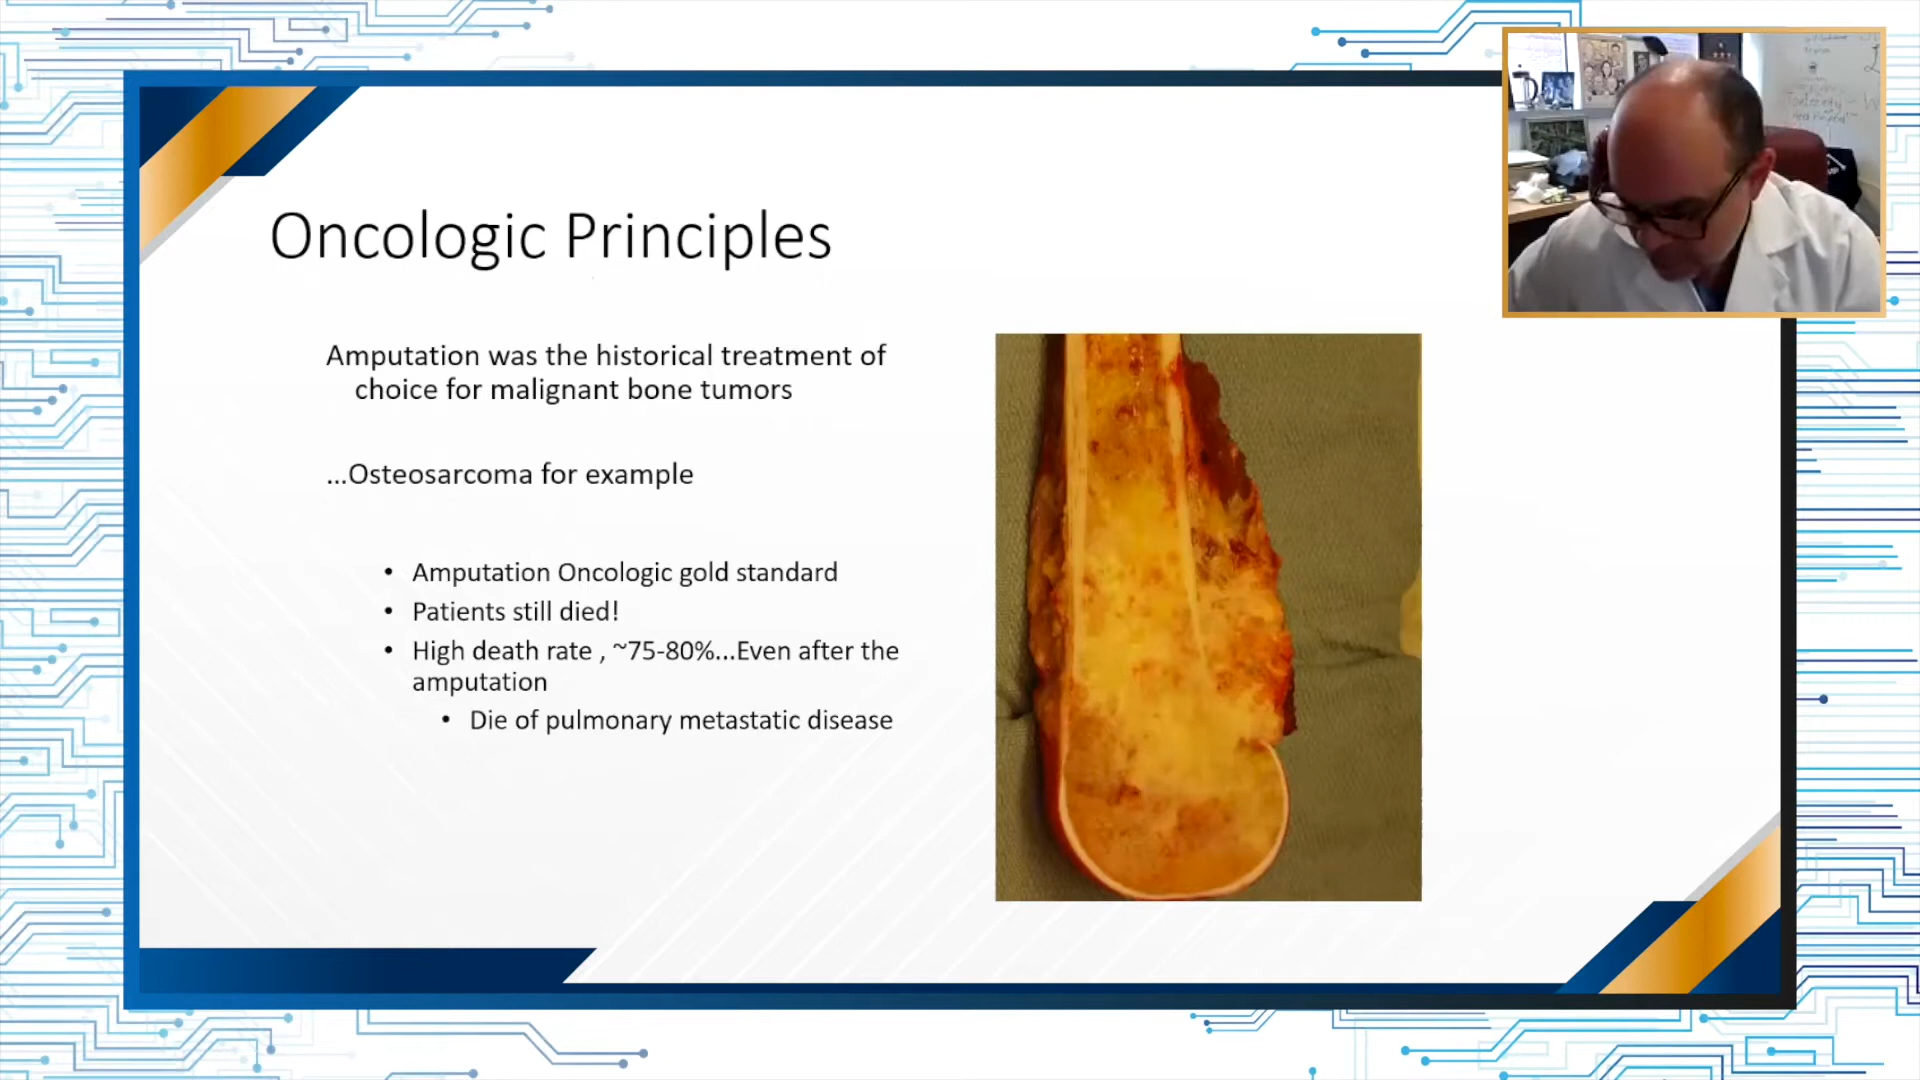 Oncologic Principles
Amputation was the historical treatment of
choice for malignant bone tumors
...Osteosarcoma for example
• Amputation Oncologic gold standard
• Patients still died!
• High death rate , ~75-80%...Even after the
amputation
• Die of pulmonary metastatic disease